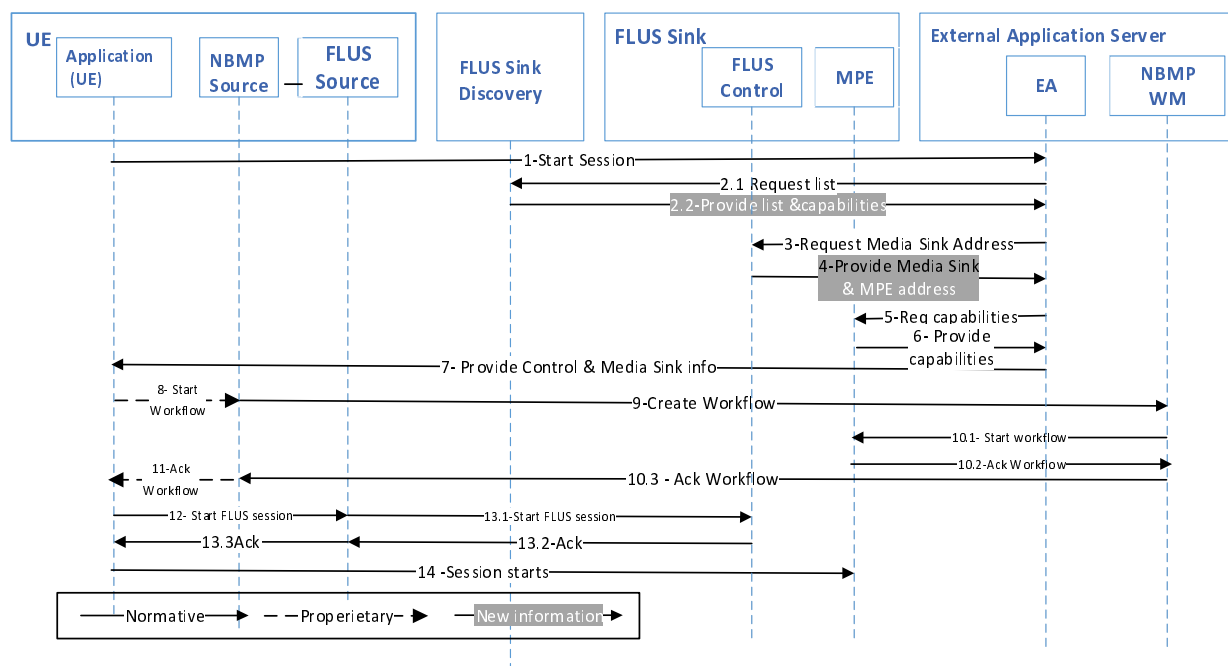 UE
Application
(UE)
NBMP
Source
FLUS
Source
FLUS Sink
Discovery
FLUS Sink
FLUS
Control
MPE
External Application Server
EA
NBMP
WM
1-Start Session
2.1 Request list
2.2-Provide list &capabilities
3-Request Media Sink Address
4-Provide Media Sink
& MPE address
5-Req capabilities
6- Provide
capabilities
7- Provide Control & Media Sink info
8- Start
Workflow
9-Create Workflow
10.1- Start workflow
10.2-Ack Workflow
11-Ack
Workflow
10.3 - Ack Workflow
12- Start FLUS session
13.1-Start FLUS session
13.3Ack
13.2-Ack
14 -Session starts
Normative
Properietary
New information